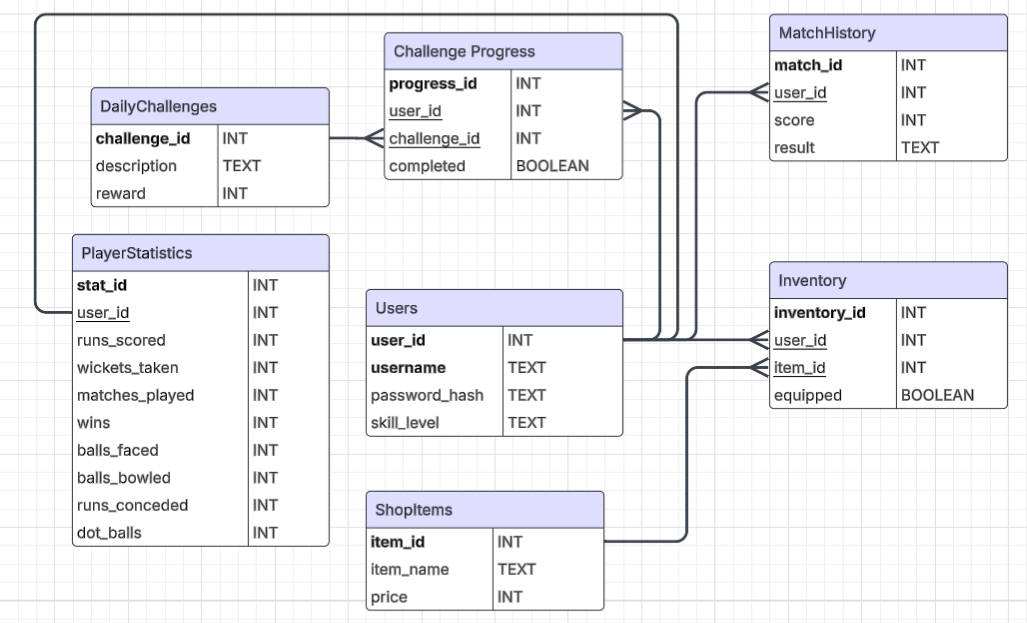 DailyChallenges
challenge_id INT
description TEXT
reward INT
Challenge Progress
progress_id INT
user_id INT
challenge_id INT
completed BOOLEAN
MatchHistory
match_id INT
user_id INT
score INT
result TEXT
PlayerStatistics
stat_id INT
user_id INT
runs_scored INT
wickets_taken INT
matches_played INT
wins INT
balls_faced INT
balls_bowled INT
runs_conceded INT
dot_balls INT
Users
user_id INT
username TEXT
password_hash TEXT
skill_level TEXT
Inventory
inventory_id INT
user_id INT
item_id INT
equipped BOOLEAN
ShopItems
item_id INT
item_name TEXT
price INT